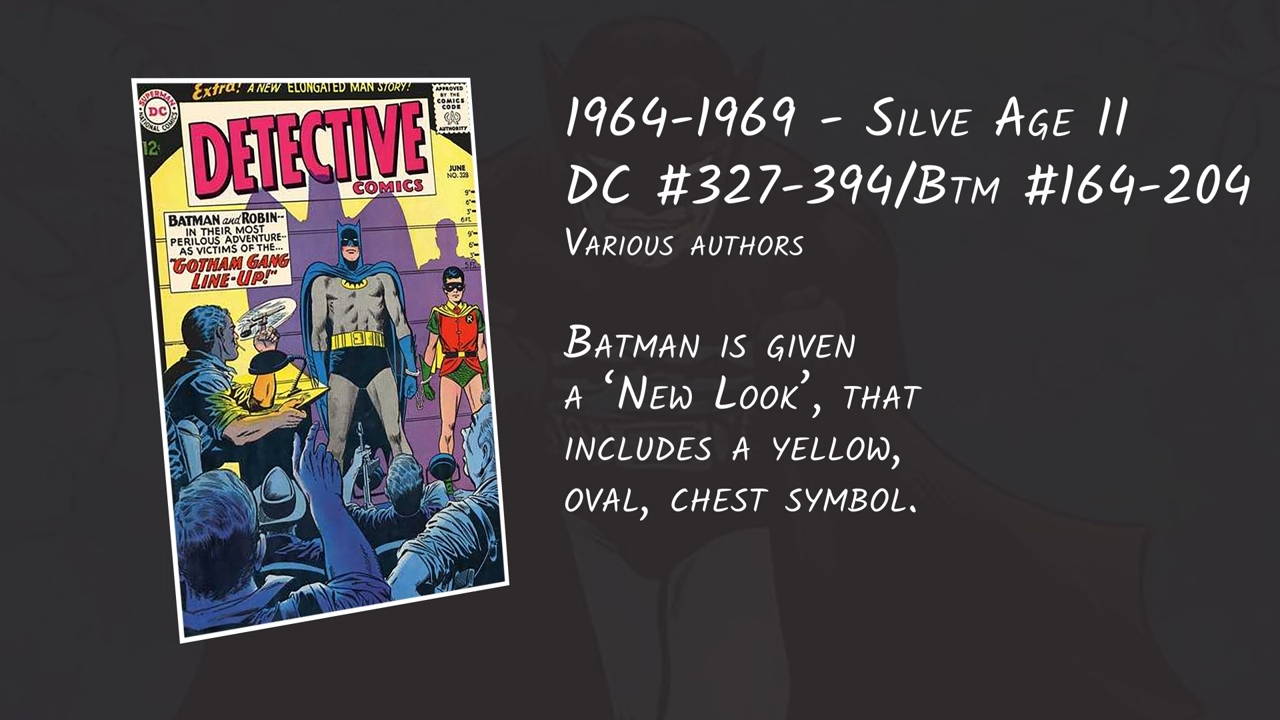 Extra! A NEW ELONGATED MAN STORY!
SUPERMAN
DC
NATIONAL COMICS
12¢
APPROVED
BY THE
COMICS
CODE
AUTHORITY
DETECTIVE
COMICS
JUNE
NO. 328
BATMAN and ROBIN--
IN THEIR MOST
PERILOUS ADVENTURE--
AS VICTIMS OF THE...
"GOTHAM GANG
LINE-UP!"
R
1964-1969 - Silve Age II
DC #327-394/Btm #164-204
Various authors
Batman is given
a ‘New Look’, that
includes a yellow,
oval, chest symbol.